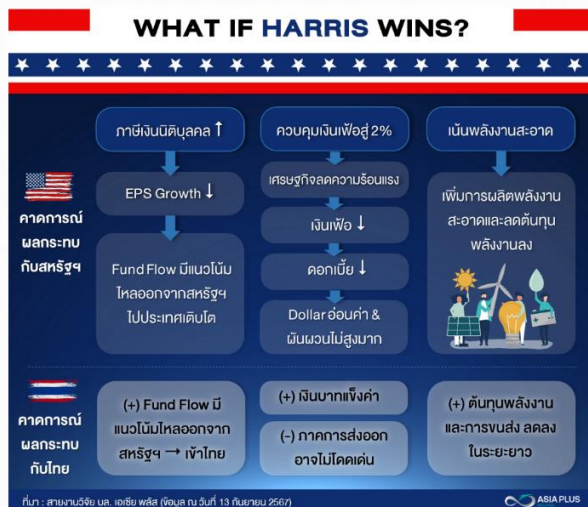 WHAT IF HARRIS WINS?
ภาษีเงินนิติบุคคล ↑
ควบคุมเงินเฟ้อสู่ 2%
เน้นพลังงานสะอาด
คาดการณ์
ผลกระทบ
กับสหรัฐฯ
EPS Growth ↓
Fund Flow มีแนวโน้ม
ไหลออกจากสหรัฐฯ
ไปประเทศเติบโต
เศรษฐกิจลดความร้อนแรง
เงินเฟ้อ ↓
ดอกเบี้ย ↓
Dollar อ่อนค่า &
ผันผวนไม่สูงมาก
เพิ่มการผลิตพลังงาน
สะอาดและลดต้นทุน
พลังงานลง
คาดการณ์
ผลกระทบ
กับไทย
(+) Fund Flow มี
แนวโน้มไหลออกจาก
สหรัฐฯ → เข้าไทย
(+) เงินบาทแข็งค่า
(-) ภาคการส่งออก
อาจไม่โดดเด่น
(+) ต้นทุนพลังงาน
และการขนส่ง ลดลง
ในระยะยาว
ที่มา : สายงานวิจัย บล. เอเซีย พลัส (ข้อมูล ณ วันที่ 13 กันยายน 2567)
ASIA PLUS